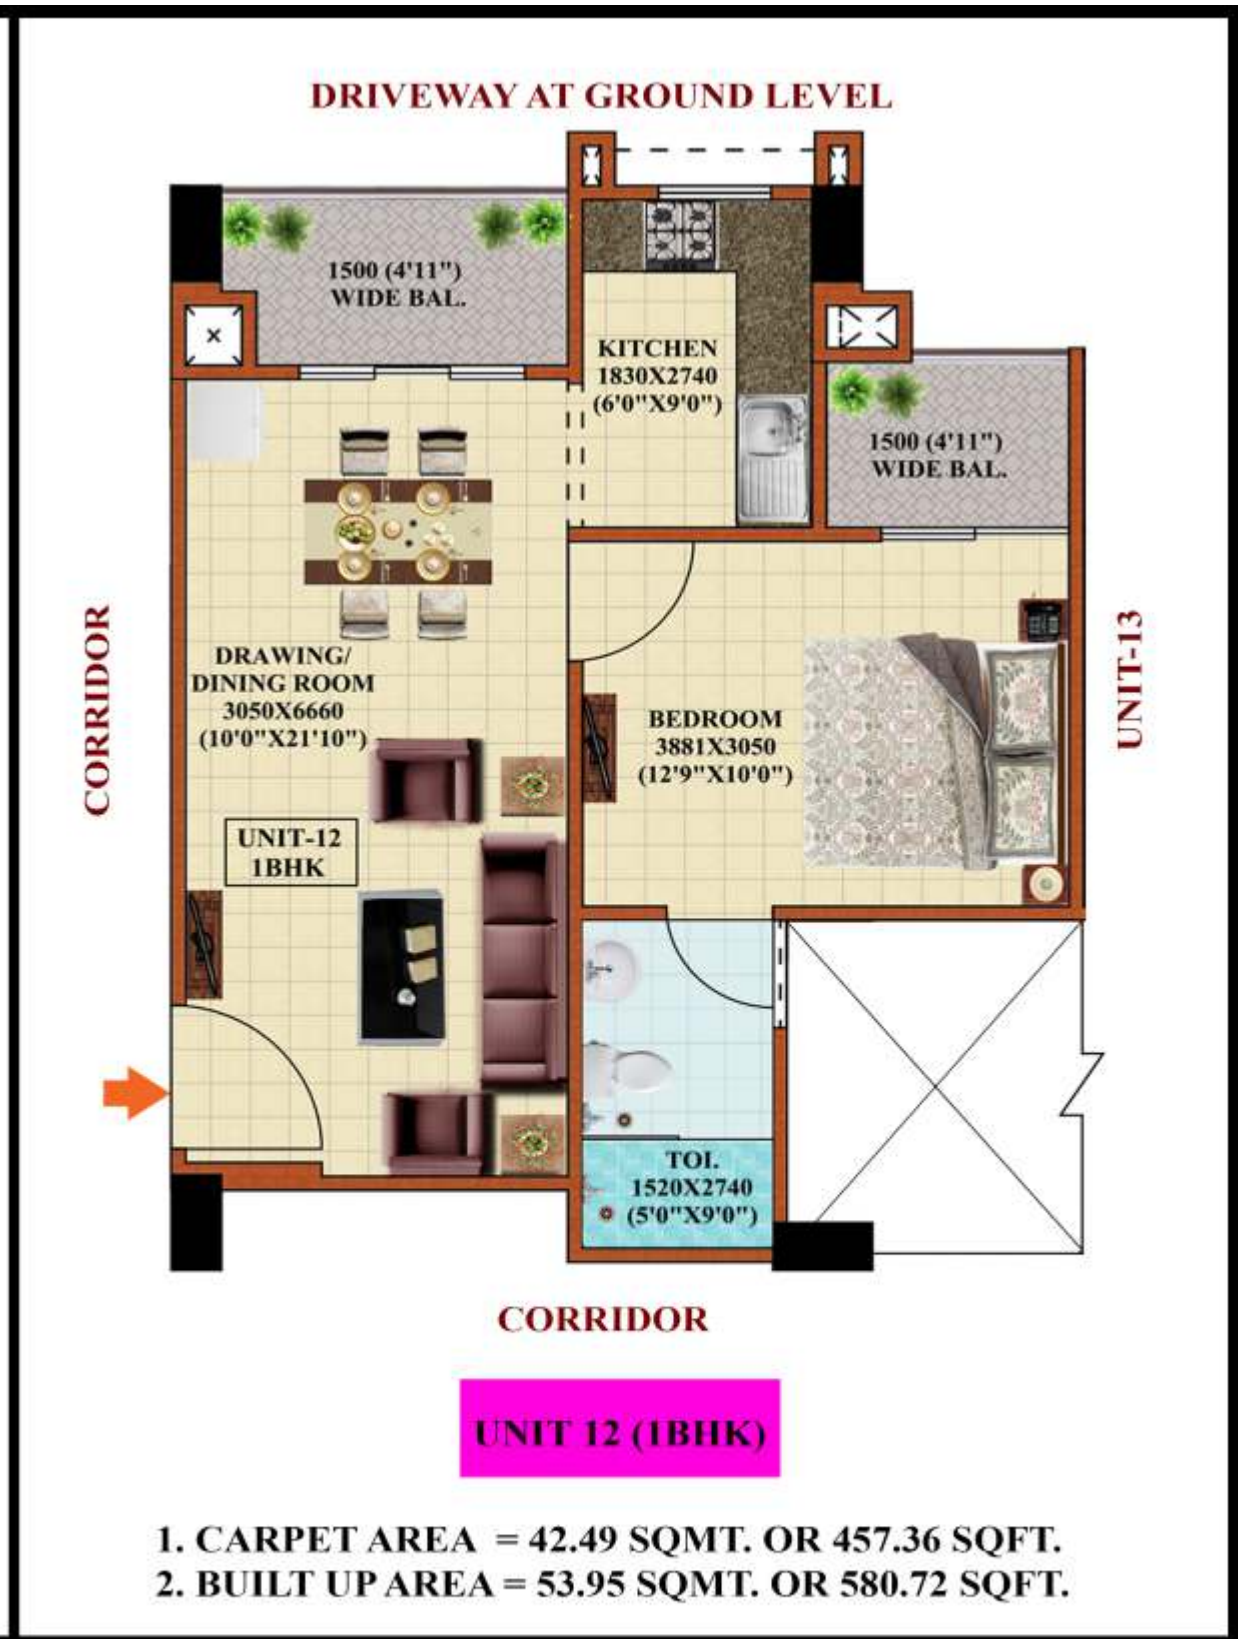 DRIVEWAY AT GROUND LEVEL
1500 (4'11")
WIDE BAL.
KITCHEN
1830X2740
(6'0"X9'0")
1500 (4'11")
WIDE BAL.
CORRIDOR
DRAWING/
DINING ROOM
3050X6660
(10'0"X21'10")
BEDROOM
3881X3050
(12'9"X10'0")
UNIT-13
UNIT-12
1BHK
TOI.
1520X2740
(5'0"X9'0")
CORRIDOR
UNIT 12 (1BHK)
1. CARPET AREA = 42.49 SQMT. OR 457.36 SQFT.
2. BUILT UP AREA = 53.95 SQMT. OR 580.72 SQFT.